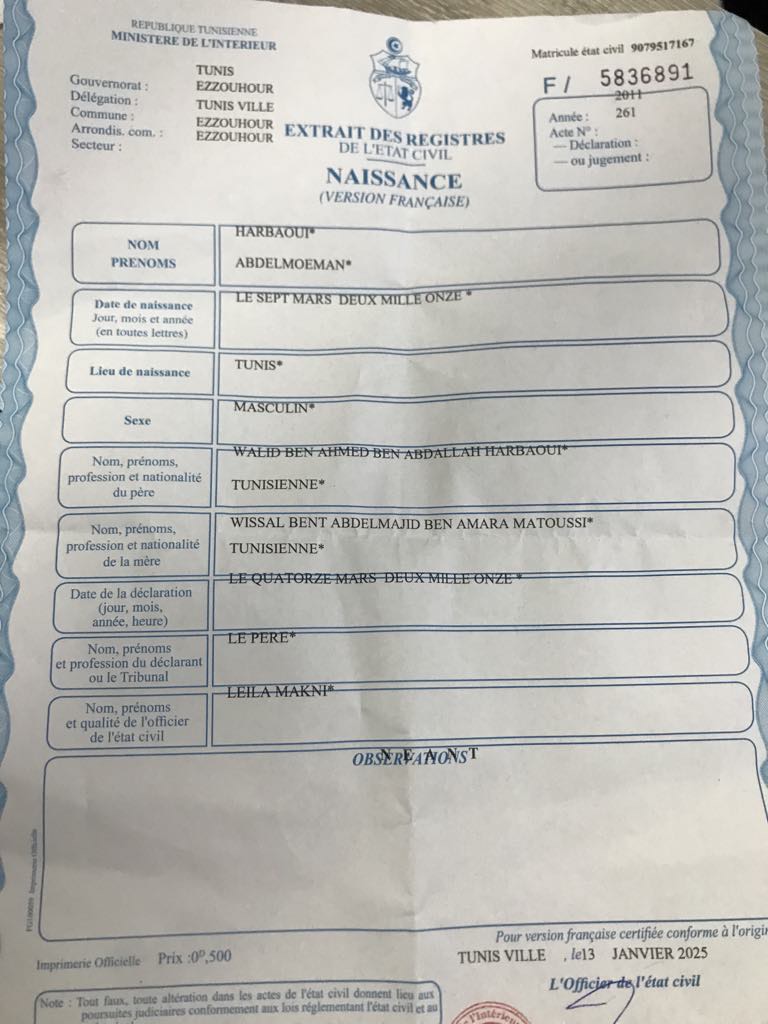 REPUBLIQUE TUNISIENNE
MINISTERE DE L'INTERIEUR
Gouvernorat : TUNIS
Délégation : EZZOUHOUR
Commune : TUNIS VILLE
Arrondis. com. : EZZOUHOUR
Secteur : EZZOUHOUR
Matricule état civil 9079517167
F / 5836891
Année : 2011
Acte N° : 261
— Déclaration :
— ou jugement :
EXTRAIT DES REGISTRES
DE L'ETAT CIVIL
NAISSANCE
(VERSION FRANÇAISE)
NOM HARBAOUI*
PRENOMS ABDELMOEMAN*
Date de naissance LE SEPT MARS DEUX MILLE ONZE *
Jour, mois et année
(en toutes lettres)
Lieu de naissance TUNIS*
Sexe MASCULIN*
Nom, prénoms, WALID BEN AHMED BEN ABDALLAH HARBAOUI*
profession et nationalité TUNISIENNE*
du père
Nom, prénoms, WISSAL BENT ABDELMAJID BEN AMARA MATOUSSI*
profession et nationalité TUNISIENNE*
de la mère
Date de la déclaration LE QUATORZE MARS DEUX MILLE ONZE *
(jour, mois,
année, heure)
Nom, prénoms LE PERE*
et profession du déclarant
ou le Tribunal
Nom, prénoms LEILA MAKNI*
et qualité de l'officier
de l'état civil
OBSERVATIONS
N E A N T
Imprimerie Officielle
Pour version française certifiée conforme à l'origin
Imprimerie Officielle Prix :0ᴰ,500
TUNIS VILLE , le13 JANVIER 2025
L'Officier de l'état civil
Note : Tout faux, toute altération dans les actes de l'état civil donnent lieu aux
poursuites judiciaires conformement aux lois réglementant l'état civil et au
l'Intérieur